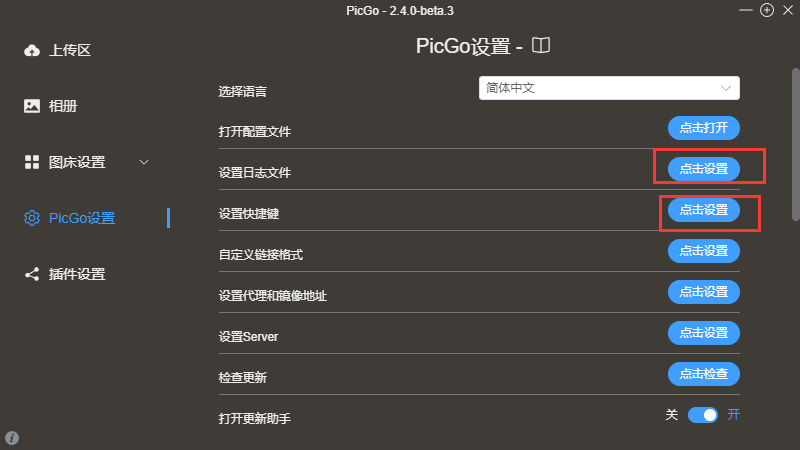 PicGo - 2.4.0-beta.3
上传区
相册
图床设置
PicGo设置
插件设置
PicGo设置 -
选择语言 简体中文
打开配置文件 点击打开
设置日志文件 点击设置
设置快捷键 点击设置
自定义链接格式 点击设置
设置代理和镜像地址 点击设置
设置Server 点击设置
检查更新 点击检查
打开更新助手 关 开